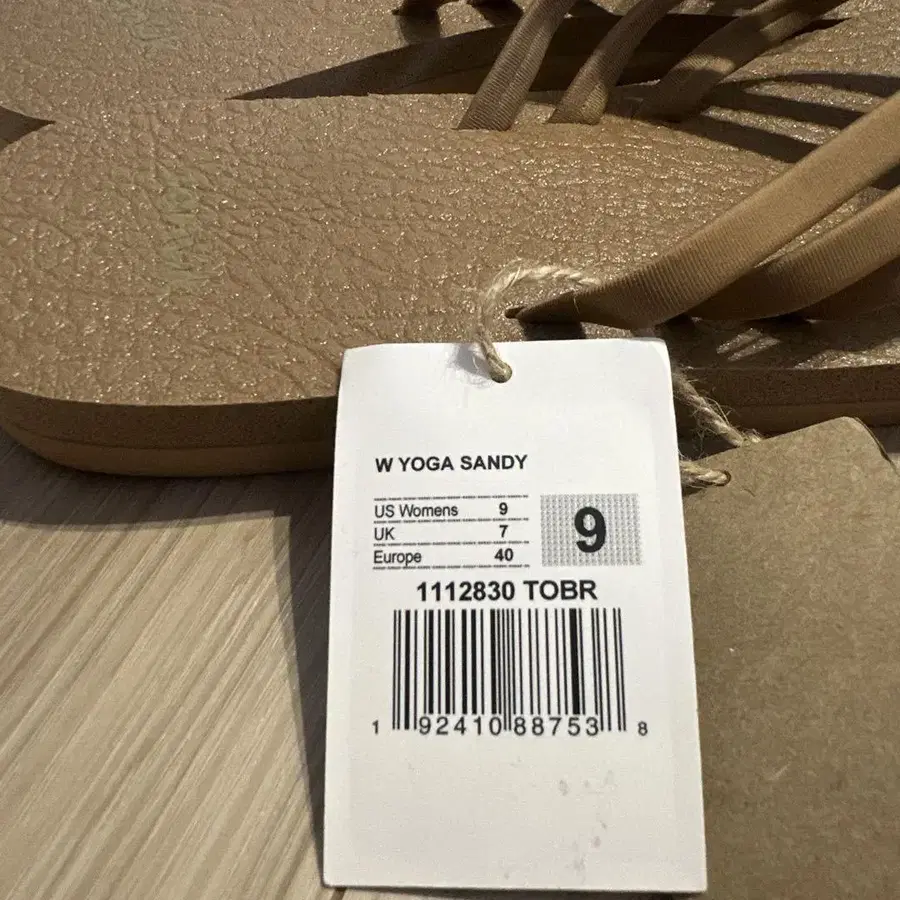 W YOGA SANDY
US Womens 9
UK 7
Europe 40
9
1112830 TOBR
1 92410 88753 8